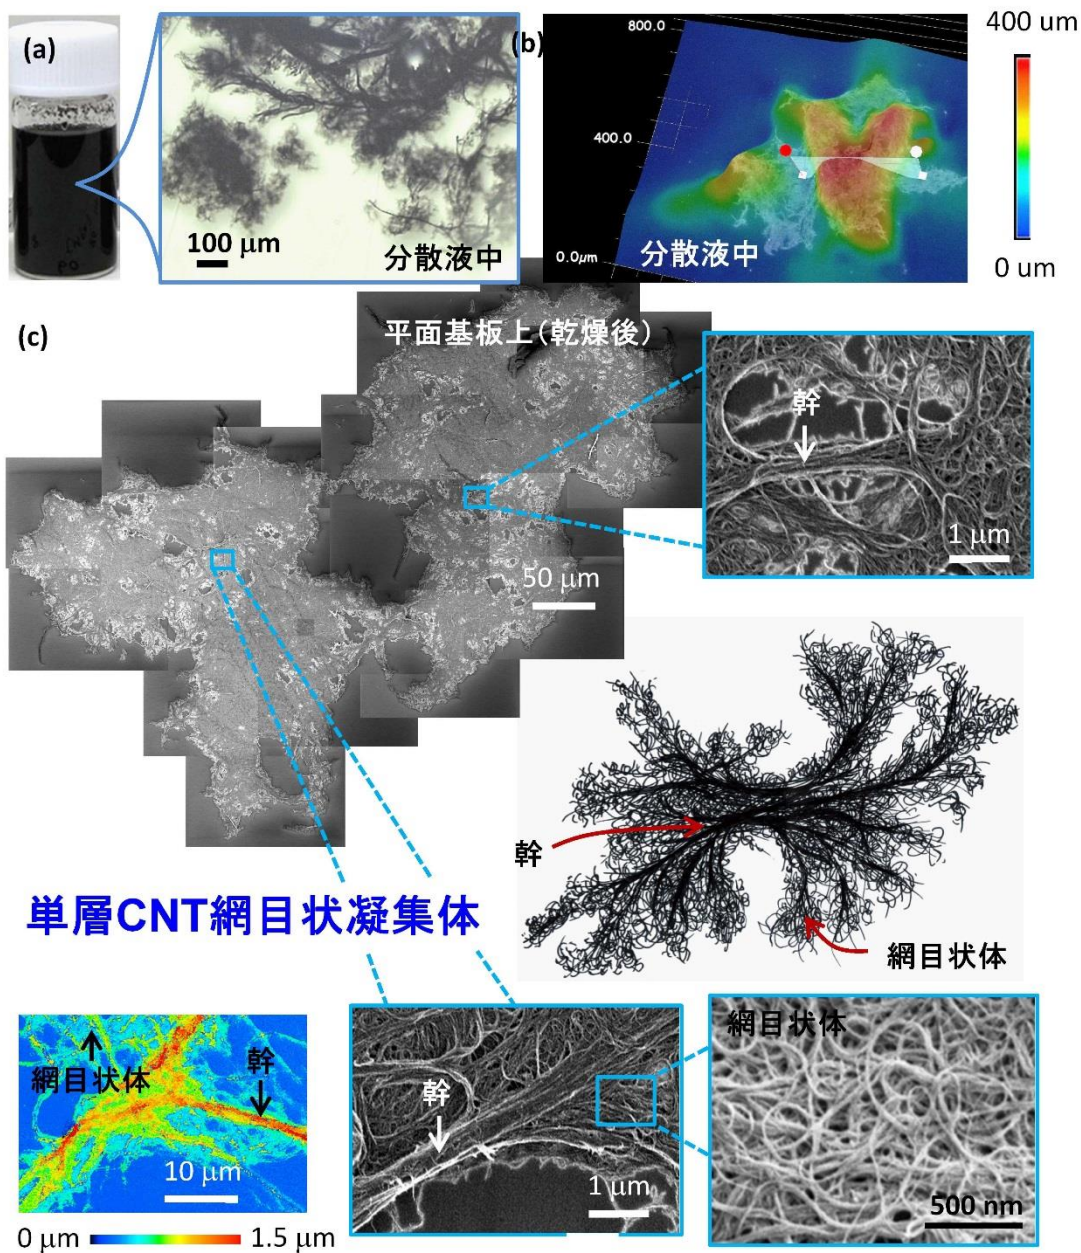 (a)
100 μm
分散液中
(b)
800.0
400.0
0.0μm
分散液中
400 um
0 um
(c)
平面基板上(乾燥後)
50 μm
幹
1 μm
幹
網目状体
単層CNT網目状凝集体
網目状体
幹
10 μm
0 μm
1.5 μm
幹
1 μm
網目状体
500 nm